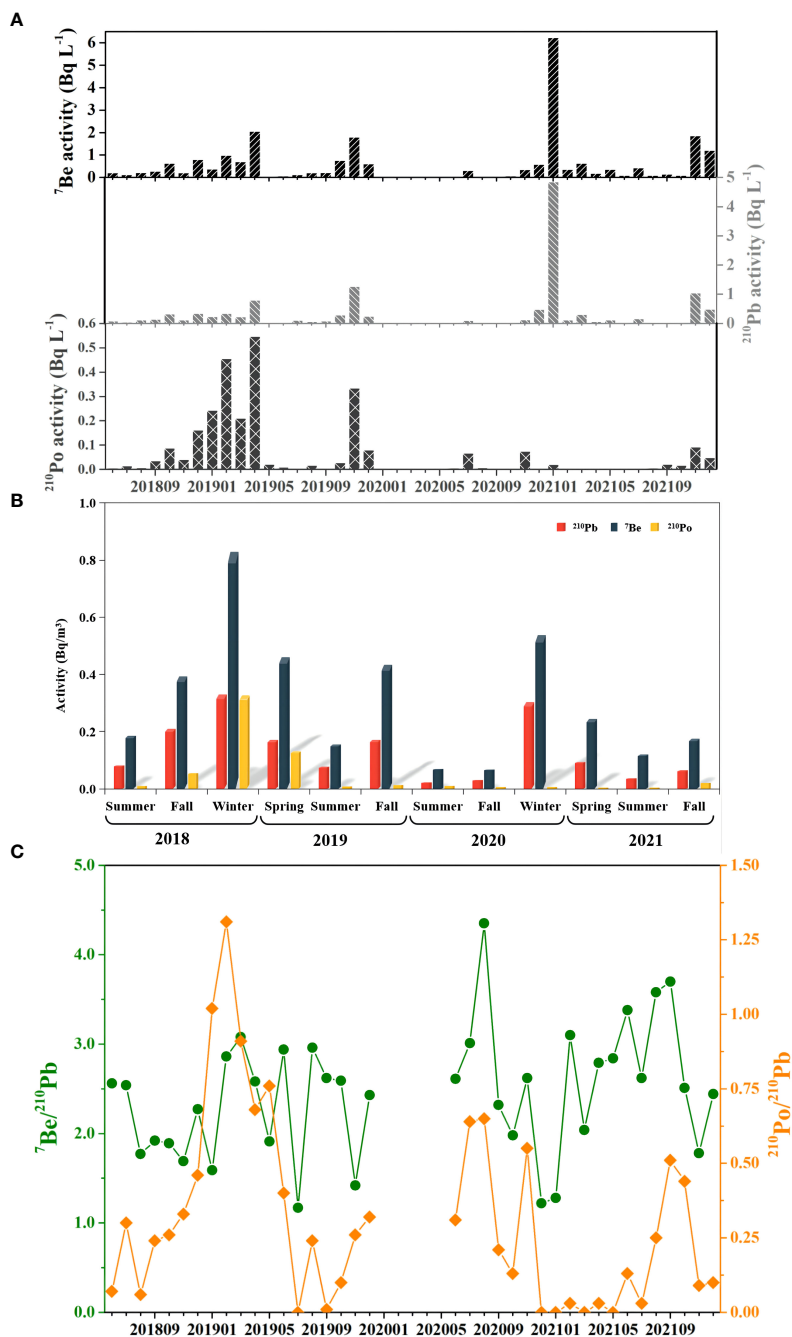 A
⁷Be activity (Bq L⁻¹)
6
5
4
3
2
1
0
²¹⁰Pb activity (Bq L⁻¹)
5
4
3
2
1
0
²¹⁰Po activity (Bq L⁻¹)
0.6
0.5
0.4
0.3
0.2
0.1
0.0
201809 201901 201905 201909 202001 202005 202009 202101 202105 202109
B
Activity (Bq/m³)
1.0
0.8
0.6
0.4
0.2
0.0
²¹⁰Pb ⁷Be ²¹⁰Po
Summer Fall Winter Spring Summer Fall Summer Fall Winter Spring Summer Fall
2018 2019 2020 2021
C
⁷Be/²¹⁰Pb
5.0
4.0
3.0
2.0
1.0
0.0
²¹⁰Po/²¹⁰Pb
1.50
1.25
1.00
0.75
0.50
0.25
0.00
201809 201901 201905 201909 202001 202005 202009 202101 202105 202109